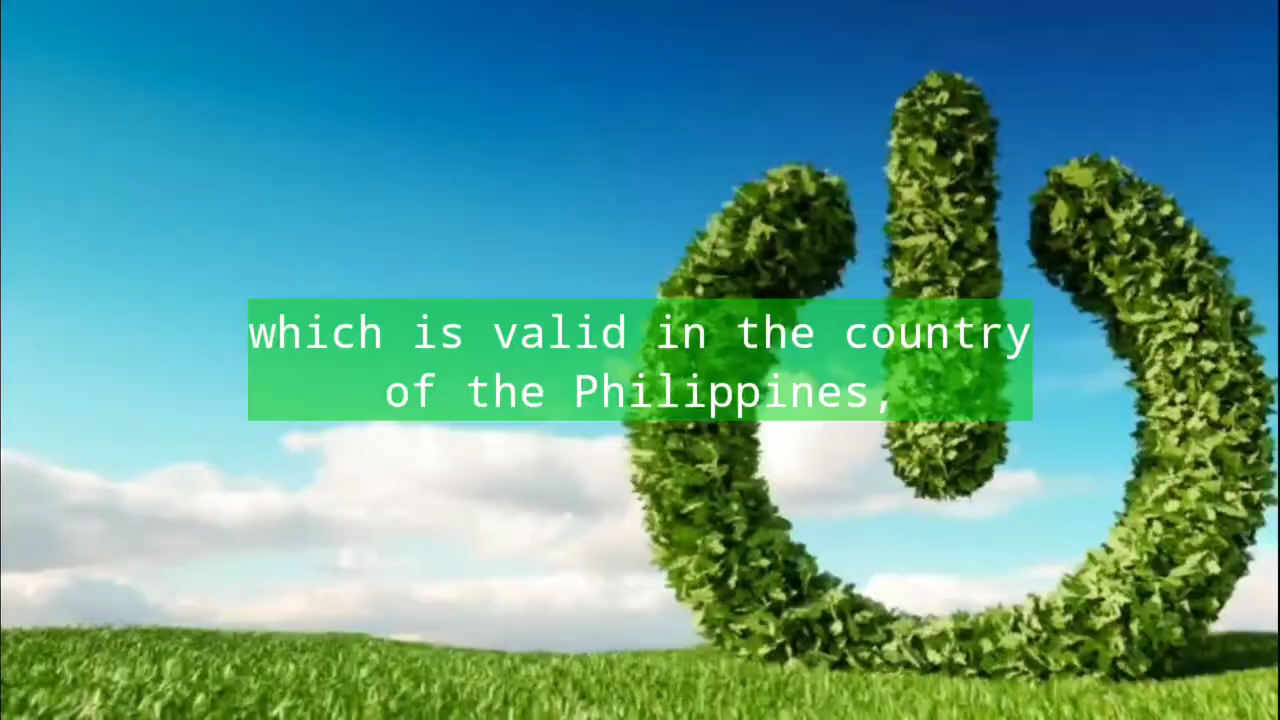 which is valid in the country
of the Philippines,